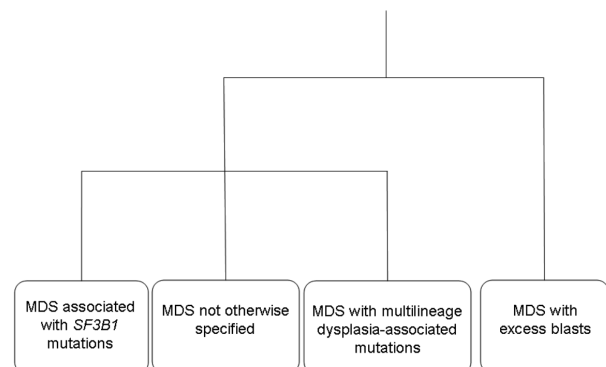 MDS associated
with SF3B1
mutations
MDS not otherwise
specified
MDS with multilineage
dysplasia-associated
mutations
MDS with
excess blasts